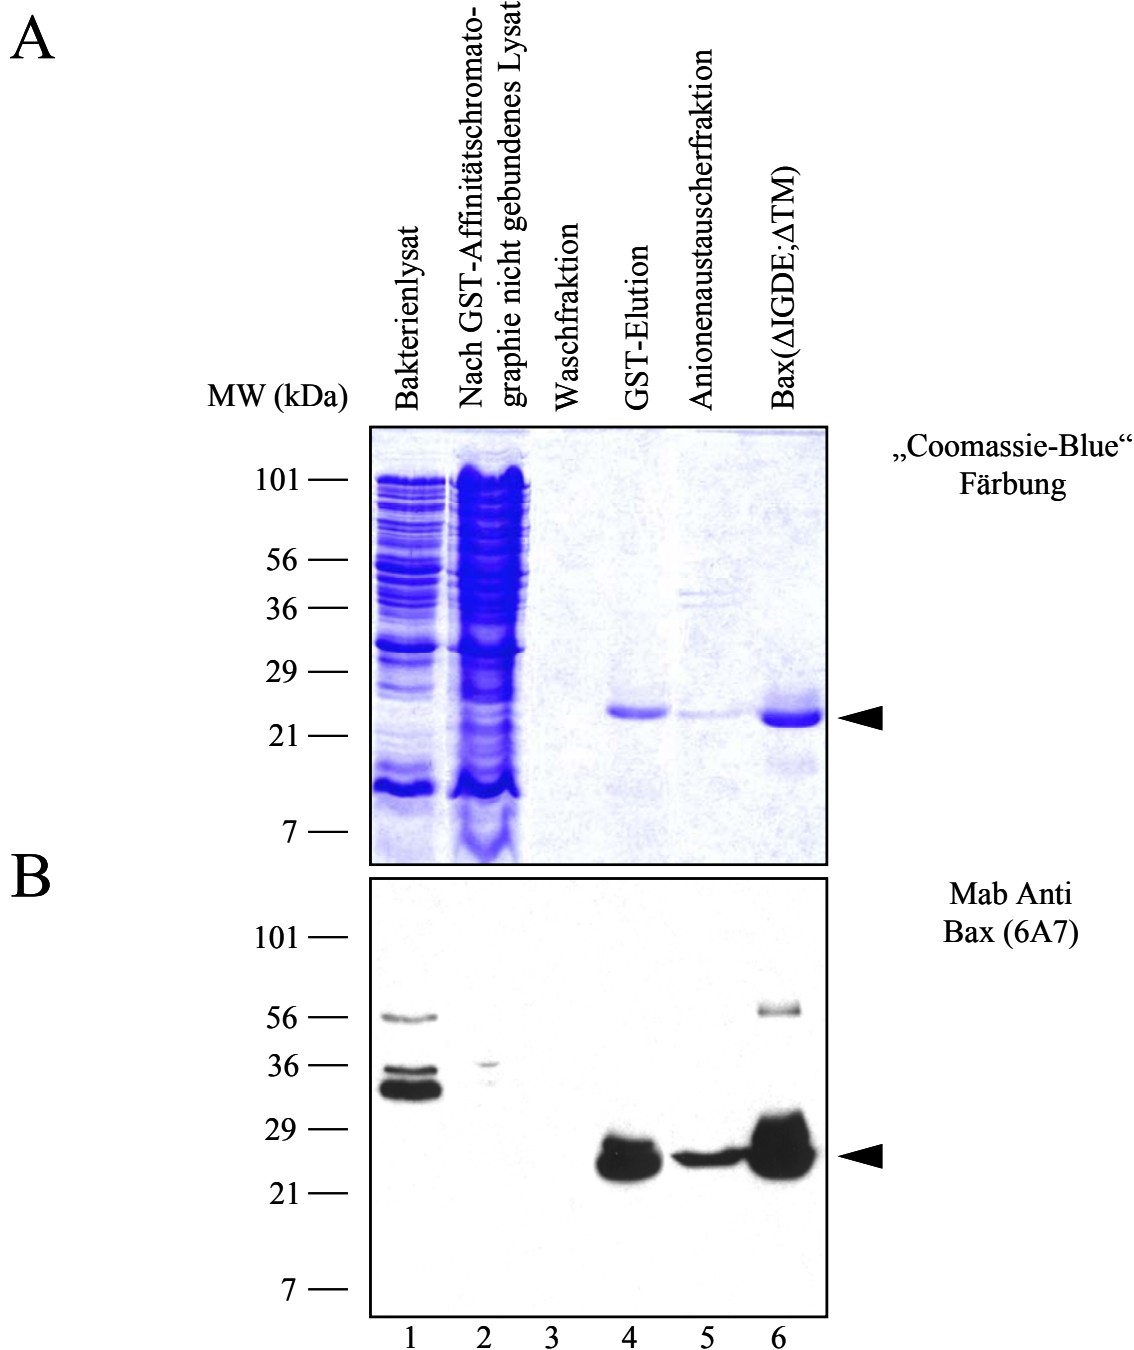 A
Bakterienlysat
Nach GST-Affinitätschromato-
graphie nicht gebundenes Lysat
Waschfraktion
GST-Elution
Anionenaustauscherfraktion
Bax(ΔIGDE;ΔTM)
MW (kDa)
„Coomassie-Blue“
Färbung
101
56
36
29
21
7
B
Mab Anti
Bax (6A7)
101
56
36
29
21
7
1 2 3 4 5 6